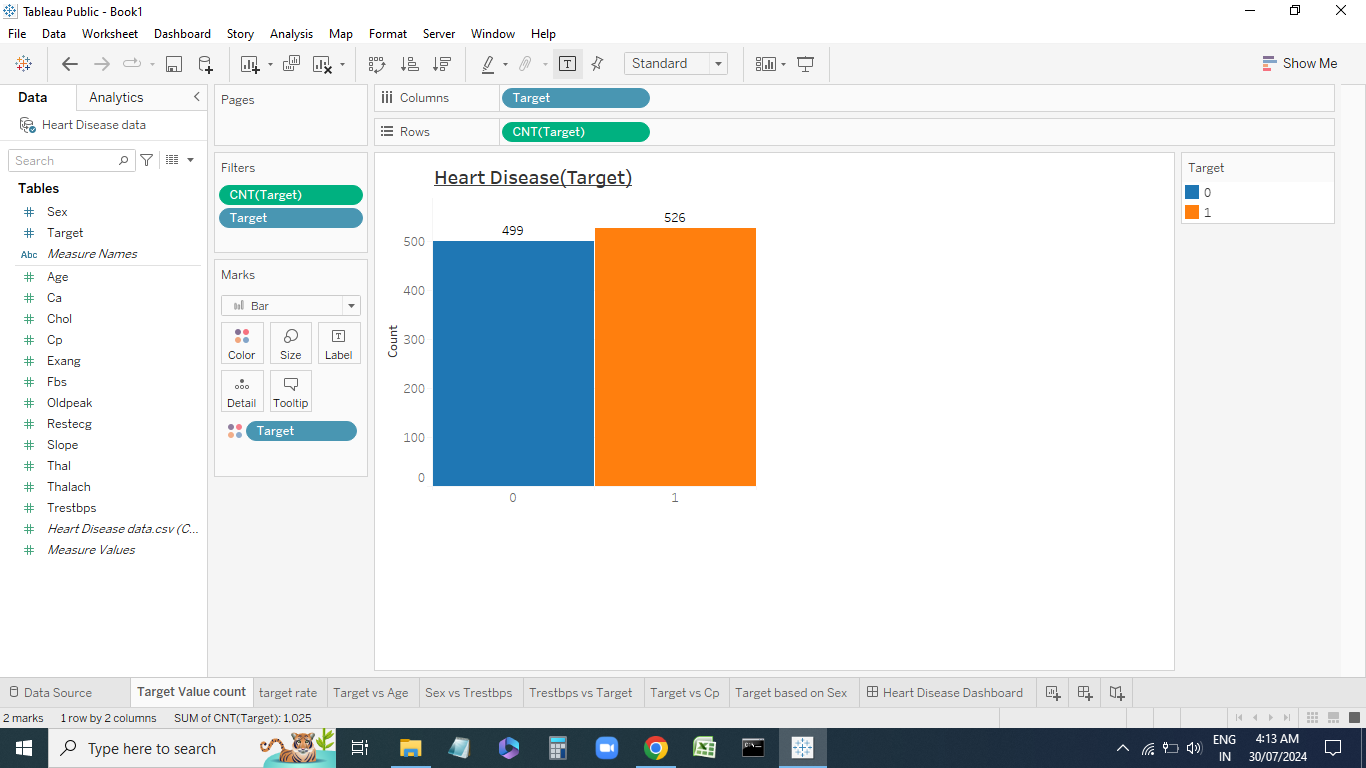 Tableau Public - Book1
File Data Worksheet Dashboard Story Analysis Map Format Server Window Help
Standard
Show Me
Data Analytics
Heart Disease data
Search
Tables
Sex
Target
Abc Measure Names
Age
Ca
Chol
Cp
Exang
Fbs
Oldpeak
Restecg
Slope
Thal
Thalach
Trestbps
Heart Disease data.csv (C...
Measure Values
Pages
Filters
CNT(Target)
Target
Marks
Bar
Color Size Label
Detail Tooltip
Target
Columns Target
Rows CNT(Target)
Heart Disease(Target)
499
526
500
400
300
200
100
0
Count
0 1
Target
0
1
Data Source Target Value count target rate Target vs Age Sex vs Trestbps Trestbps vs Target Target vs Cp Target based on Sex Heart Disease Dashboard
2 marks 1 row by 2 columns SUM of CNT(Target): 1,025
Type here to search
ENG
IN
4:13 AM
30/07/2024